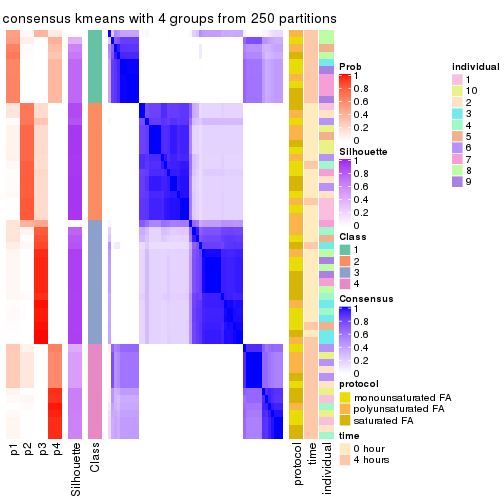 consensus kmeans with 4 groups from 250 partitions
Prob
1
0.8
0.6
0.4
0.2
0
Silhouette
1
0.8
0.6
0.4
0.2
0
Class
1
2
3
4
Consensus
1
0.8
0.6
0.4
0.2
0
protocol
monounsaturated FA
polyunsaturated FA
saturated FA
time
0 hour
4 hours
individual
1
10
2
3
4
5
6
7
8
9
p1
p2
p3
p4
Silhouette
Class
protocol
time
individual